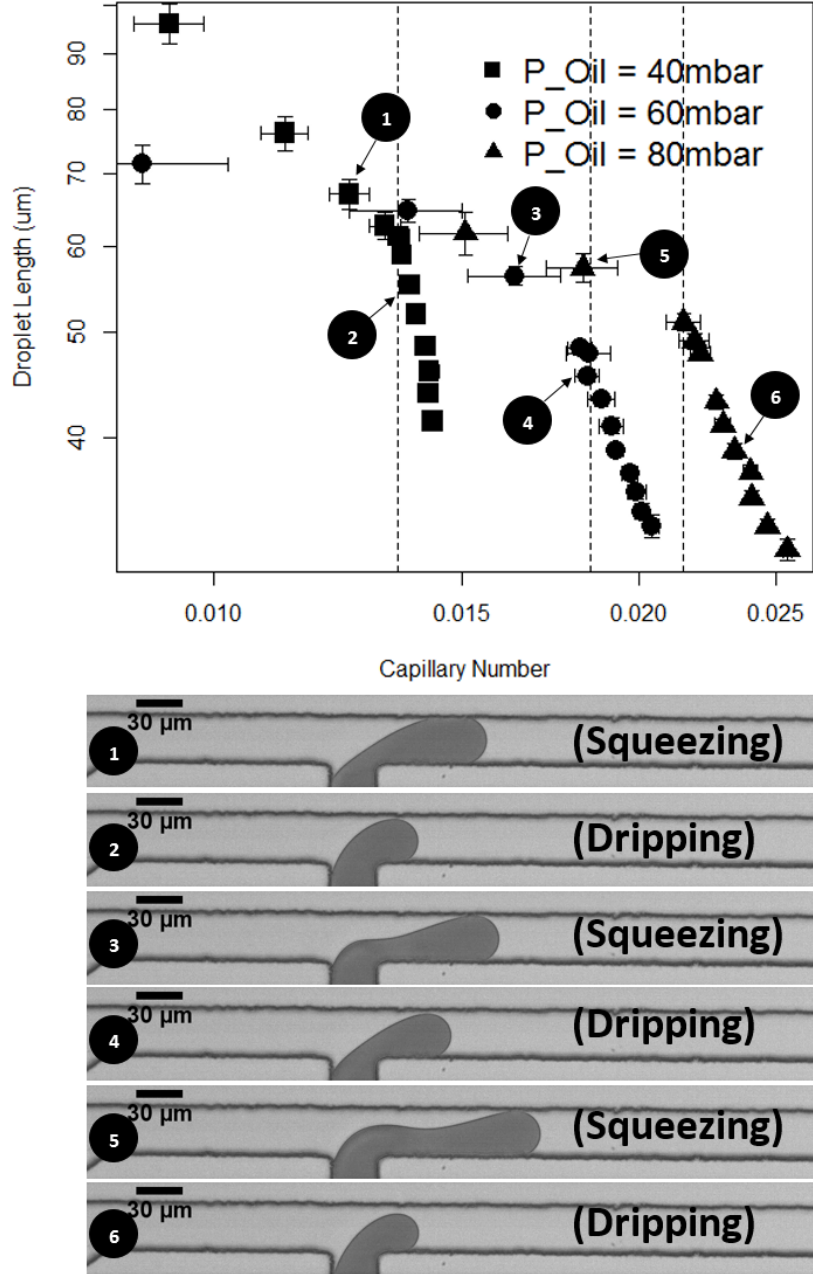 90
80
70
60
50
40
Droplet Length (um)
P_Oil = 40mbar
P_Oil = 60mbar
P_Oil = 80mbar
1
3
5
2
4
6
0.010
0.015
0.020
0.025
Capillary Number
30 µm
1
(Squeezing)
30 µm
2
(Dripping)
30 µm
3
(Squeezing)
30 µm
4
(Dripping)
30 µm
5
(Squeezing)
30 µm
6
(Dripping)